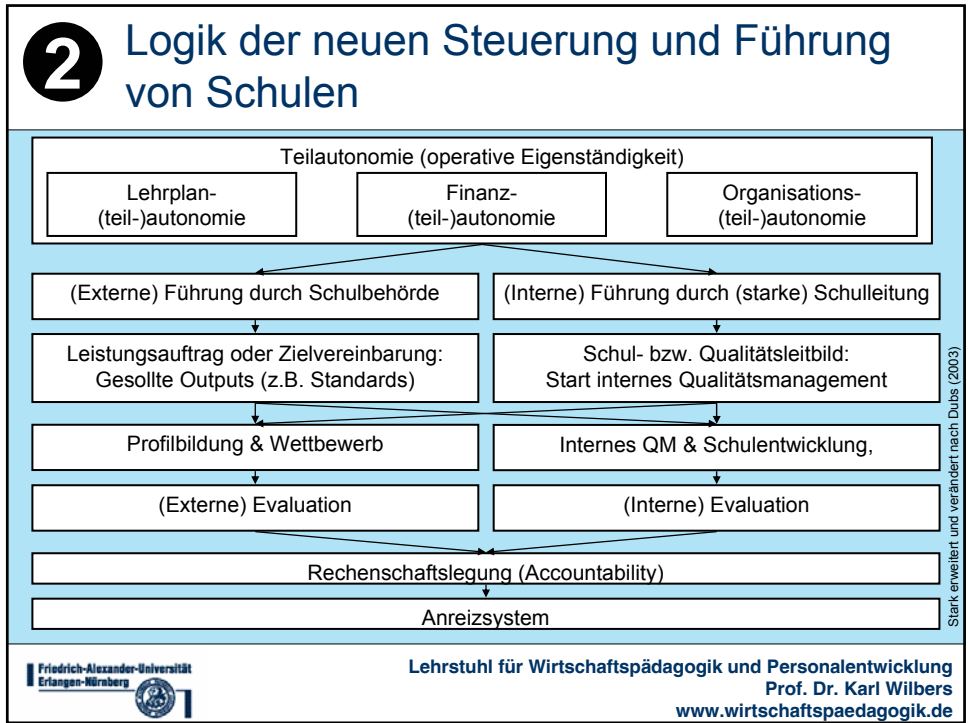 2
Logik der neuen Steuerung und Führung
von Schulen
Teilautonomie (operative Eigenständigkeit)
Lehrplan-
(teil-)autonomie
Finanz-
(teil-)autonomie
Organisations-
(teil-)autonomie
(Externe) Führung durch Schulbehörde
(Interne) Führung durch (starke) Schulleitung
Leistungsauftrag oder Zielvereinbarung:
Gesollte Outputs (z.B. Standards)
Schul- bzw. Qualitätsleitbild:
Start internes Qualitätsmanagement
Profilbildung & Wettbewerb
Internes QM & Schulentwicklung,
(Externe) Evaluation
(Interne) Evaluation
Rechenschaftslegung (Accountability)
Anreizsystem
Stark erweitert und verändert nach Dubs (2003)
Friedrich-Alexander-Universität
Erlangen-Nürnberg
Lehrstuhl für Wirtschaftspädagogik und Personalentwicklung
Prof. Dr. Karl Wilbers
www.wirtschaftspaedagogik.de